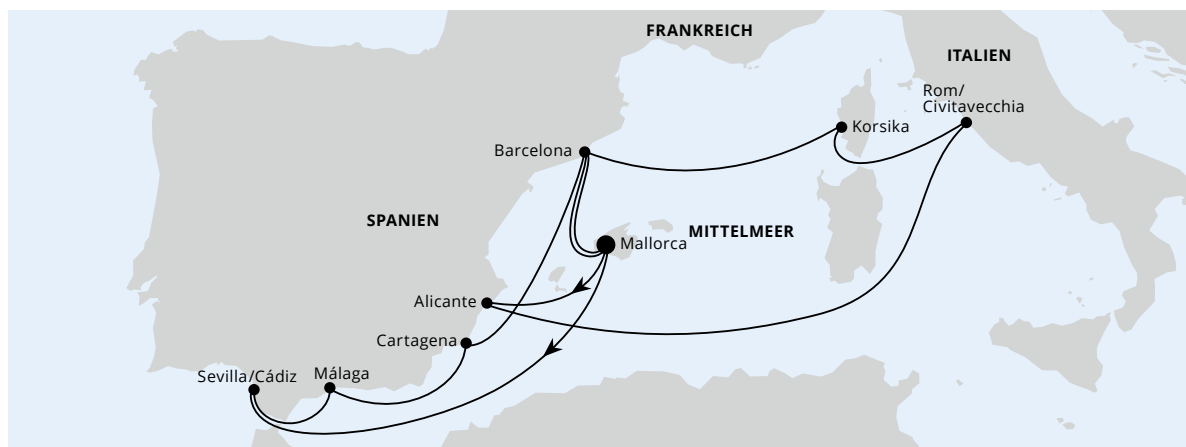 FRANKREICH
ITALIEN
Rom/
Civitavecchia
Korsika
Barcelona
SPANIEN
MITTELMEER
Mallorca
Alicante
Cartagena
Málaga
Sevilla/Cádiz